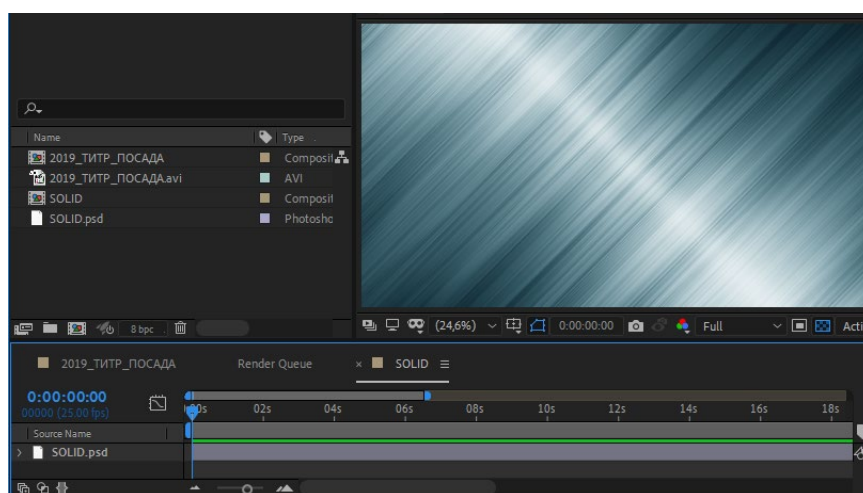 Name Type
2019_ТИТР_ПОСАДА Composit
2019_ТИТР_ПОСАДА.avi AVI
SOLID Composit
SOLID.psd Photosho
8 bpc
(24,6%) 0:00:00:00 Full Acti
2019_ТИТР_ПОСАДА Render Queue × SOLID
0:00:00:00
00000 (25.00 fps)
02s 04s 06s 08s 10s 12s 14s 16s 18s
Source Name
SOLID.psd